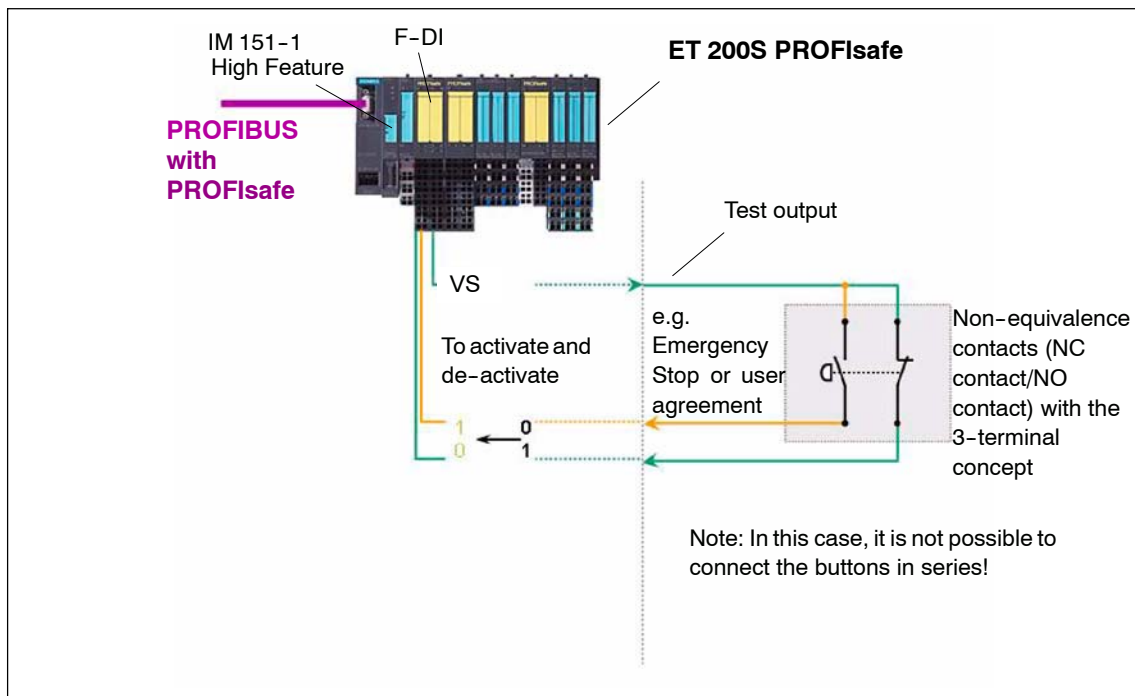 IM 151-1
High Feature
F-DI
ET 200S PROFIsafe
PROFIBUS
with
PROFIsafe
Test output
VS
To activate and
de-activate
e.g.
Emergency
Stop or user
agreement
Non-equivalence
contacts (NC
contact/NO
contact) with the
3-terminal
concept
1 0
0 1
Note: In this case, it is not possible to
connect the buttons in series!